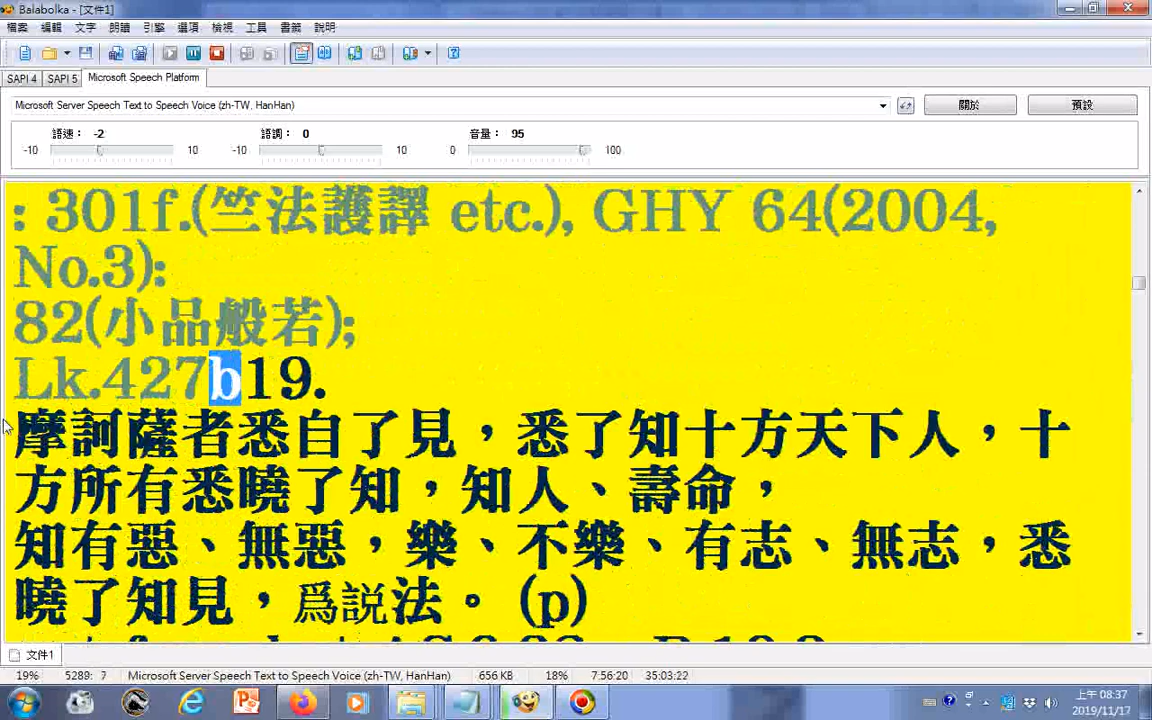 Balabolka - [文件1]
檔案 編輯 文字 朗讀 引擎 選項 檢視 工具 書籤 說明
SAPI 4 SAPI 5 Microsoft Speech Platform
Microsoft Server Speech Text to Speech Voice (zh-TW, HanHan) 關於 預設
語速： -2 語調： 0 音量： 95
-10 10 -10 10 0 100
: 301f.(竺法護譯 etc.), GHY 64(2004,
No.3):
82(小品般若);
Lk.427b19.
摩訶薩者悉自了見，悉了知十方天下人，十
方所有悉曉了知，知人、壽命，
知有惡、無惡，樂、不樂、有志、無志，悉
曉了知見，爲説法。 (p)
文件1
19% 5289: 7 Microsoft Server Speech Text to Speech Voice (zh-TW, HanHan) 656 KB 18% 7:56:20 35:03:22
上午 08:37
2019/11/17